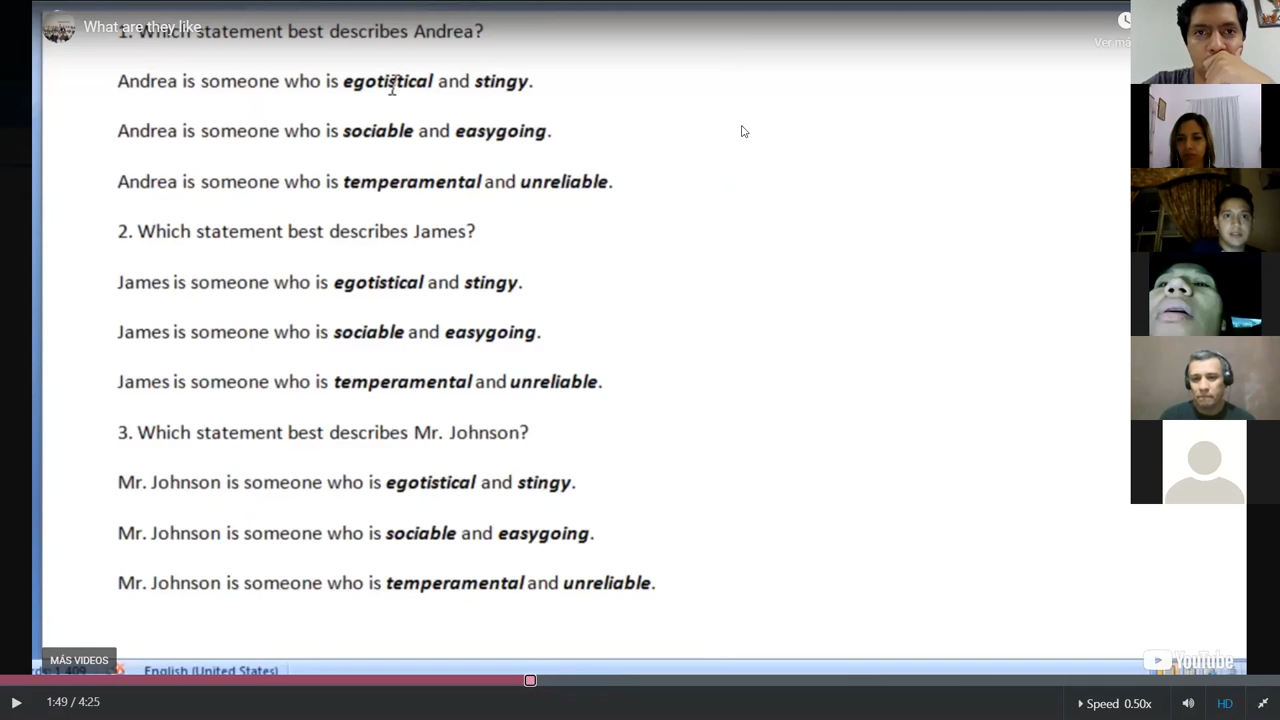 What are they like
1. Which statement best describes Andrea?
Ver má
Andrea is someone who is egotistical and stingy.
Andrea is someone who is sociable and easygoing.
Andrea is someone who is temperamental and unreliable.
2. Which statement best describes James?
James is someone who is egotistical and stingy.
James is someone who is sociable and easygoing.
James is someone who is temperamental and unreliable.
3. Which statement best describes Mr. Johnson?
Mr. Johnson is someone who is egotistical and stingy.
Mr. Johnson is someone who is sociable and easygoing.
Mr. Johnson is someone who is temperamental and unreliable.
MÁS VIDEOS
ds: 1,409
English (United States)
YouTube
1:49 / 4:25
Speed 0.50x
HD